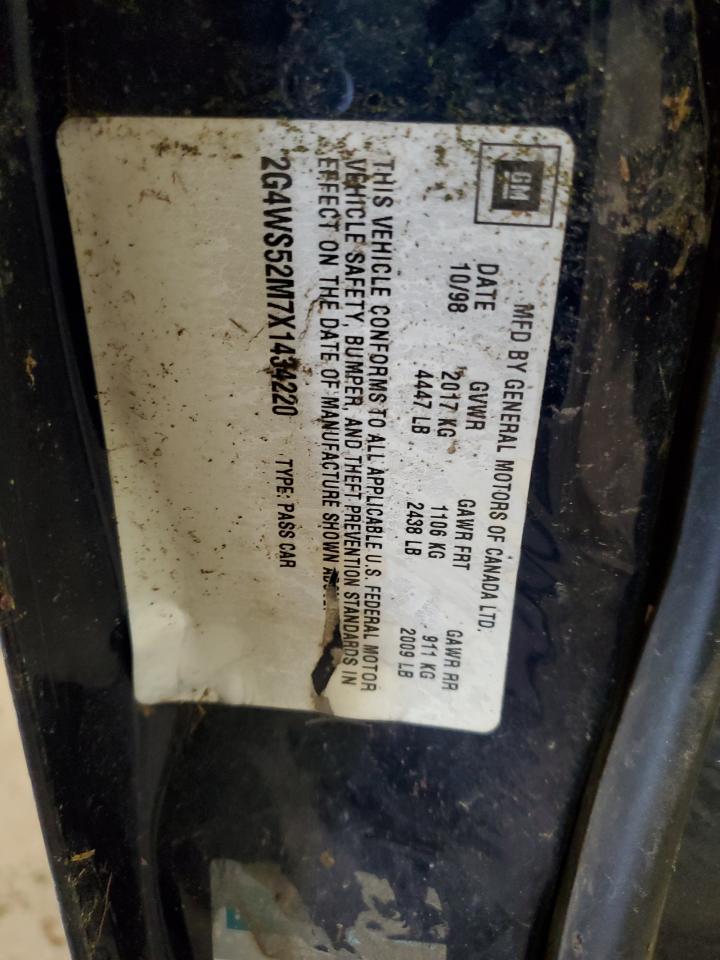 GM
MFD BY GENERAL MOTORS OF CANADA LTD.
DATE GVWR GAWR FRT GAWR RR
10/98 2017 KG 1106 KG 911 KG
4447 LB 2438 LB 2009 LB
THIS VEHICLE CONFORMS TO ALL APPLICABLE U.S. FEDERAL MOTOR
VEHICLE SAFETY, BUMPER, AND THEFT PREVENTION STANDARDS IN
EFFECT ON THE DATE OF MANUFACTURE SHOWN
2G4WS52M7X1434220 TYPE: PASS CAR